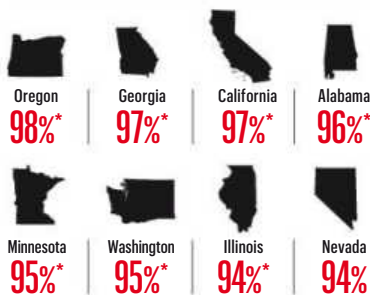 Oregon Georgia California Alabama
98%* 97%* 97%* 96%*
Minnesota Washington Illinois Nevada
95%* 95%* 94%* 94%